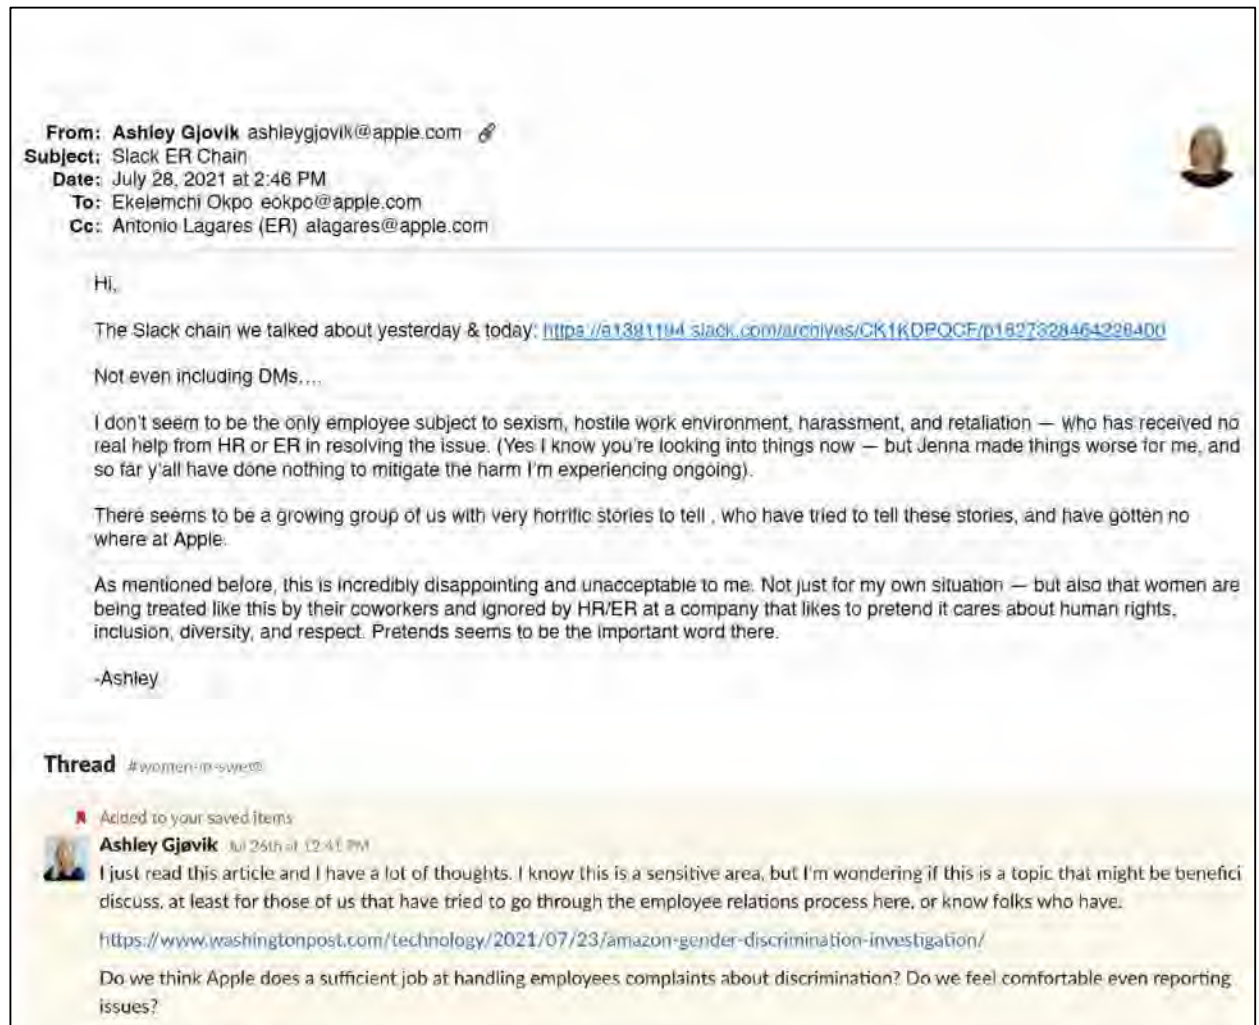 From: Ashley Gjovik ashleygjovik@apple.com
Subject: Slack ER Chain
Date: July 28, 2021 at 2:46 PM
To: Ekelemchi Okpo eokpo@apple.com
Cc: Antonio Lagares (ER) alagares@apple.com
Hi,
The Slack chain we talked about yesterday & today:
Not even including DMs....
I don't seem to be the only employee subject to sexism, hostile work environment, harassment, and retaliation — who has received no
real help from HR or ER in resolving the issue. (Yes I know you're looking into things now — but Jenna made things worse for me, and
so far y'all have done nothing to mitigate the harm I'm experiencing ongoing).
There seems to be a growing group of us with very horrific stories to tell , who have tried to tell these stories, and have gotten no
where at Apple.
As mentioned before, this is incredibly disappointing and unacceptable to me. Not just for my own situation — but also that women are
being treated like this by their coworkers and ignored by HR/ER at a company that likes to pretend it cares about human rights,
inclusion, diversity, and respect. Pretends seems to be the important word there.
-Ashley
Thread
Added to your saved items
Ashley Gjøvik Jul 26th at 12:41 PM
I just read this article and I have a lot of thoughts. I know this is a sensitive area, but I'm wondering if this is a topic that might be benefici
discuss, at least for those of us that have tried to go through the employee relations process here, or know folks who have.
https://www.washingtonpost.com/technology/2021/07/23/amazon-gender-discrimination-investigation/
Do we think Apple does a sufficient job at handling employees complaints about discrimination? Do we feel comfortable even reporting
issues?